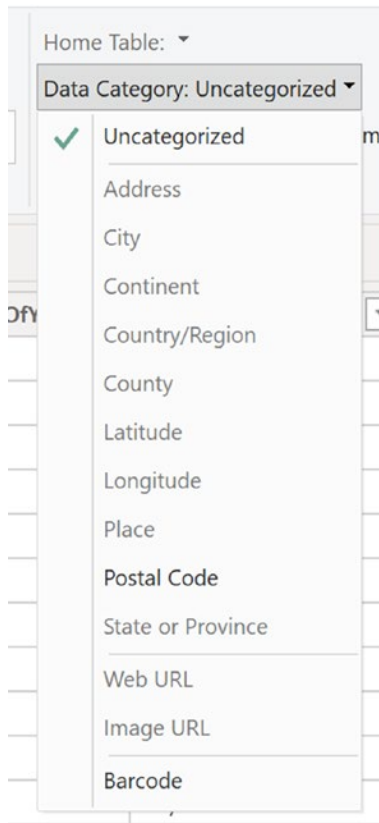 Home Table:
Data Category: Uncategorized
Uncategorized
m
Address
City
Continent
OfY
Country/Region
County
Latitude
Longitude
Place
Postal Code
State or Province
Web URL
Image URL
Barcode